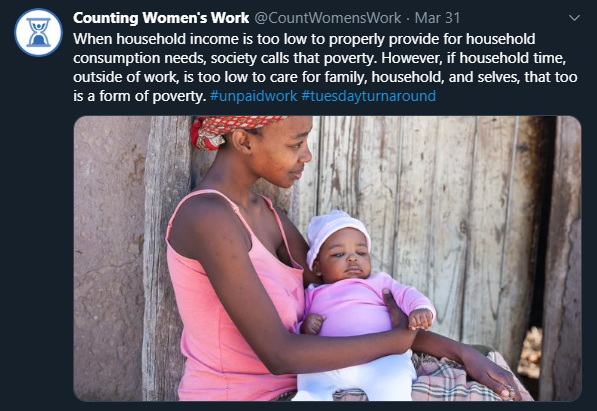 Counting Women's Work @CountWomensWork · Mar 31
When household income is too low to properly provide for household
consumption needs, society calls that poverty. However, if household time,
outside of work, is too low to care for family, household, and selves, that too
is a form of poverty. #unpaidwork #tuesdayturnaround